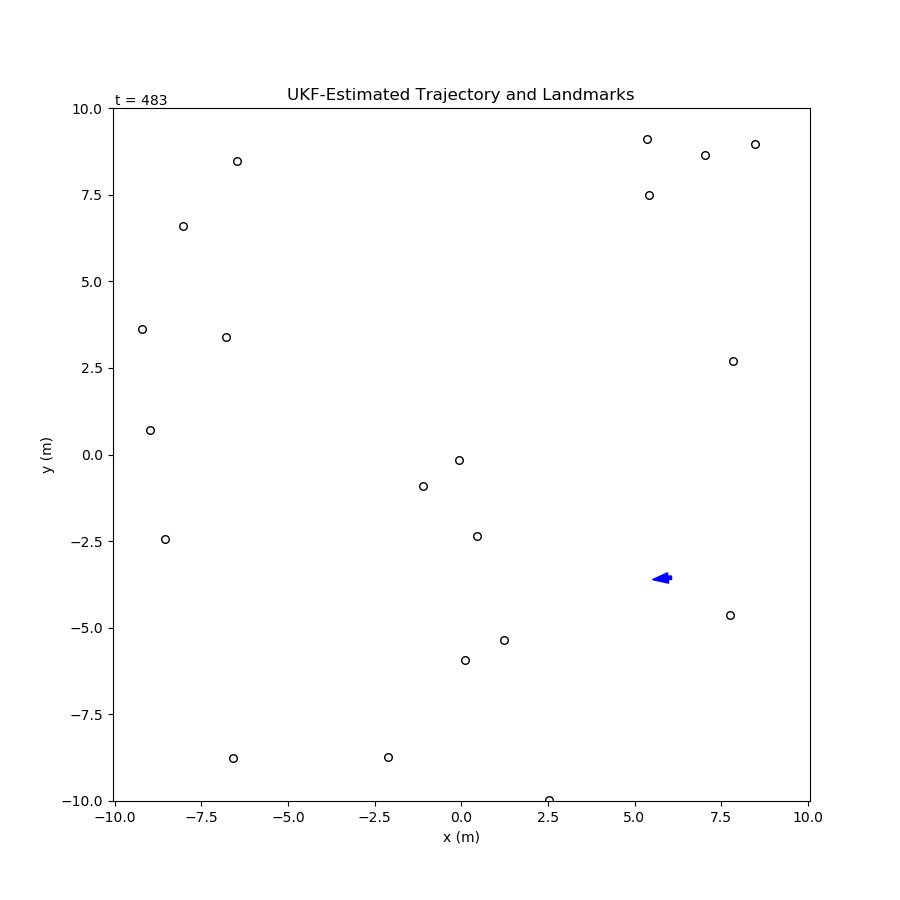 UKF-Estimated Trajectory and Landmarks
t = 483
10.0
7.5
5.0
2.5
0.0
−2.5
−5.0
−7.5
−10.0
y (m)
−10.0 −7.5 −5.0 −2.5 0.0 2.5 5.0 7.5 10.0
x (m)